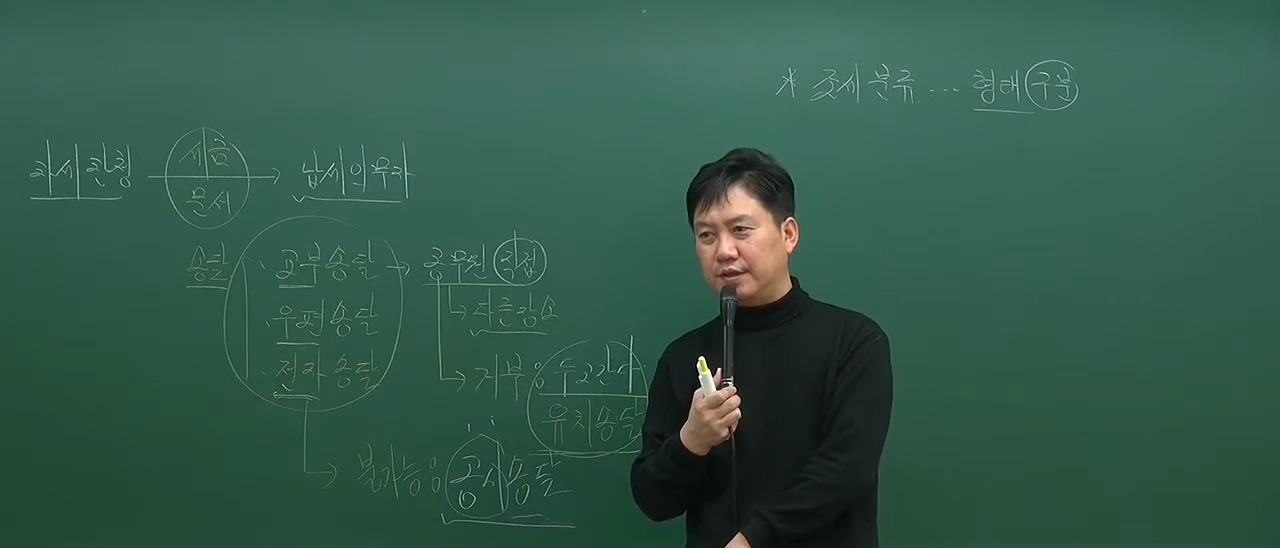 * 조세 분류 ... 형태 구분
과세관청 → 세금 문서 → 납세의무자
송달 교부송달 → 공무원 직접
우편송달 → 다른장소
전자송달 → 거부 두고간다
유치송달
불가능 공시송달